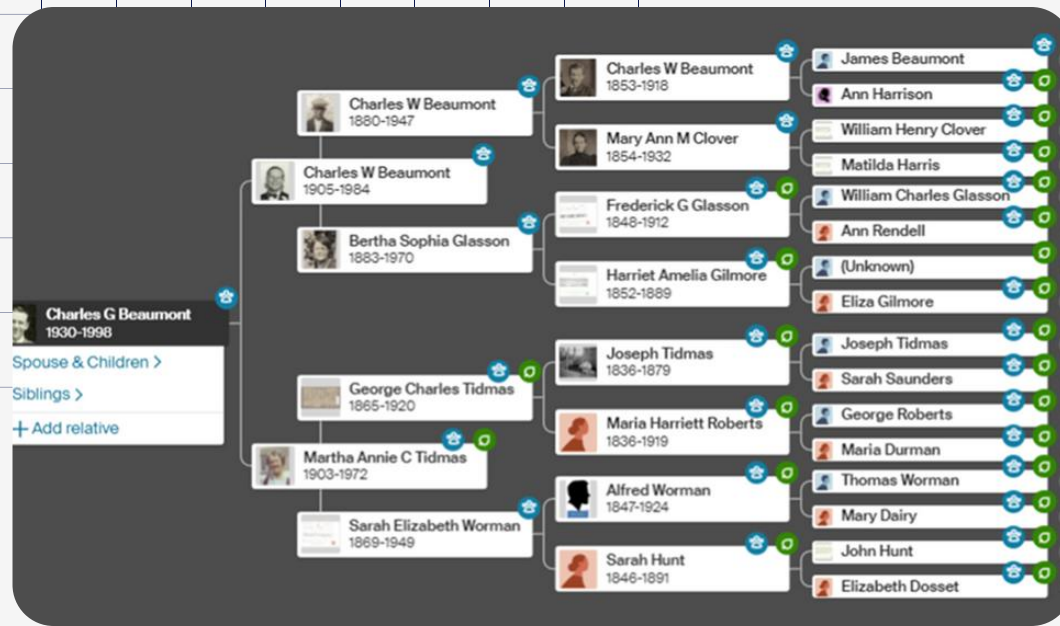 Charles G Beaumont
1930-1998
Spouse & Children >
Siblings >
+ Add relative
Charles W Beaumont
1905-1984
Martha Annie C Tidmas
1903-1972
Charles W Beaumont
1880-1947
Bertha Sophia Glasson
1883-1970
George Charles Tidmas
1865-1920
Sarah Elizabeth Worman
1869-1949
Charles W Beaumont
1853-1918
Mary Ann M Clover
1854-1932
Frederick G Glasson
1848-1912
Harriet Amelia Gilmore
1852-1889
Joseph Tidmas
1836-1879
Maria Harriett Roberts
1836-1919
Alfred Worman
1847-1924
Sarah Hunt
1846-1891
James Beaumont
Ann Harrison
William Henry Clover
Matilda Harris
William Charles Glasson
Ann Rendell
(Unknown)
Eliza Gilmore
Joseph Tidmas
Sarah Saunders
George Roberts
Maria Durman
Thomas Worman
Mary Dairy
John Hunt
Elizabeth Dosset